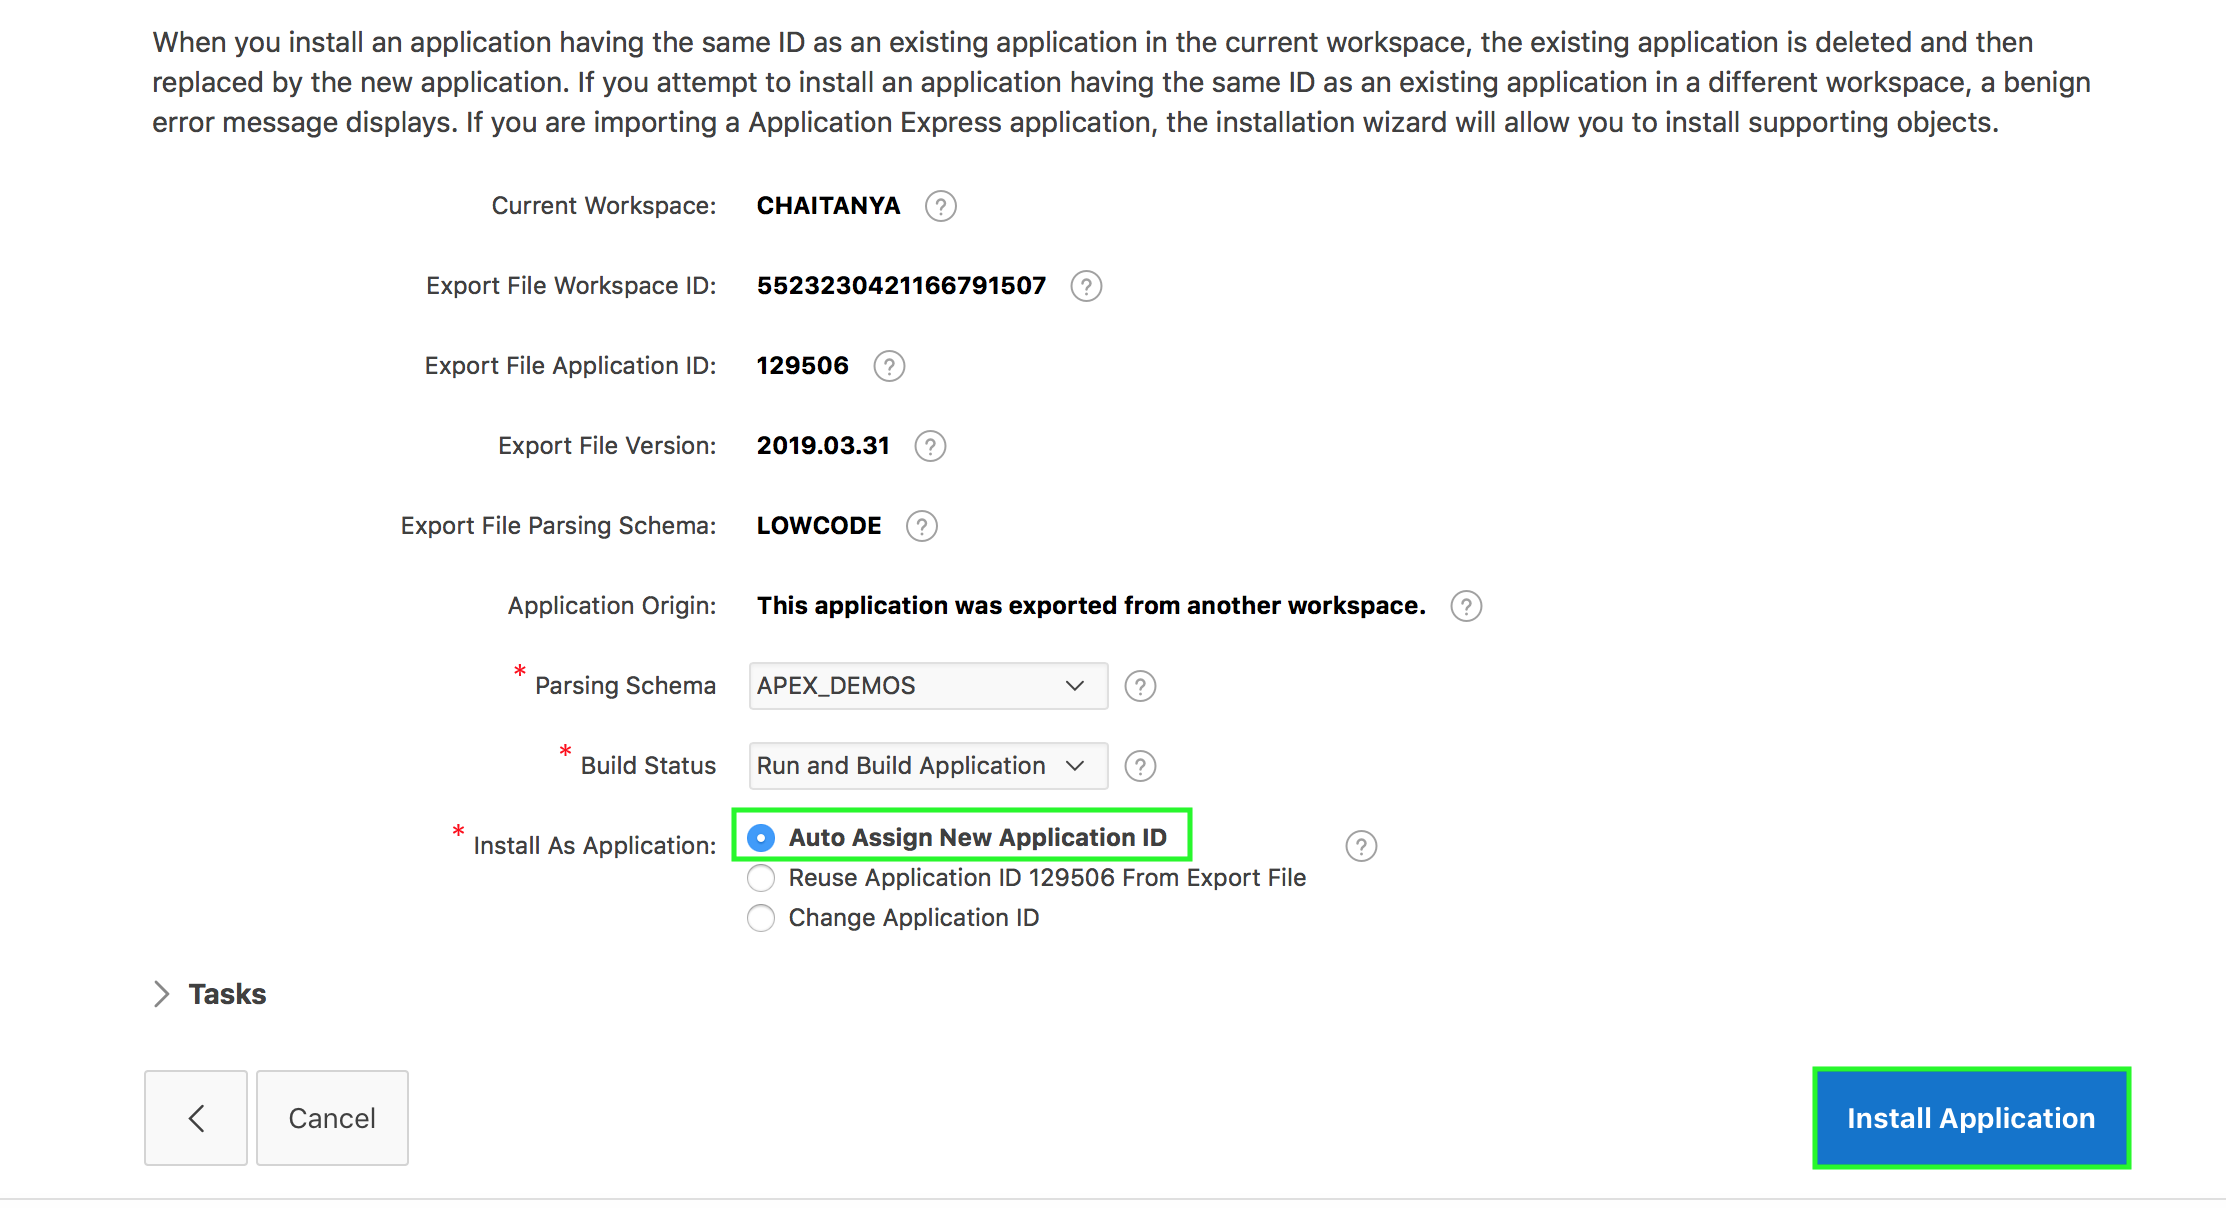 When you install an application having the same ID as an existing application in the current workspace, the existing application is deleted and then
replaced by the new application. If you attempt to install an application having the same ID as an existing application in a different workspace, a benign
error message displays. If you are importing a Application Express application, the installation wizard will allow you to install supporting objects.
Current Workspace: CHAITANYA ?
Export File Workspace ID: 5523230421166791507 ?
Export File Application ID: 129506 ?
Export File Version: 2019.03.31 ?
Export File Parsing Schema: LOWCODE ?
Application Origin: This application was exported from another workspace. ?
* Parsing Schema APEX_DEMOS ?
* Build Status Run and Build Application ?
* Install As Application: Auto Assign New Application ID ?
Reuse Application ID 129506 From Export File
Change Application ID
Tasks
Cancel Install Application